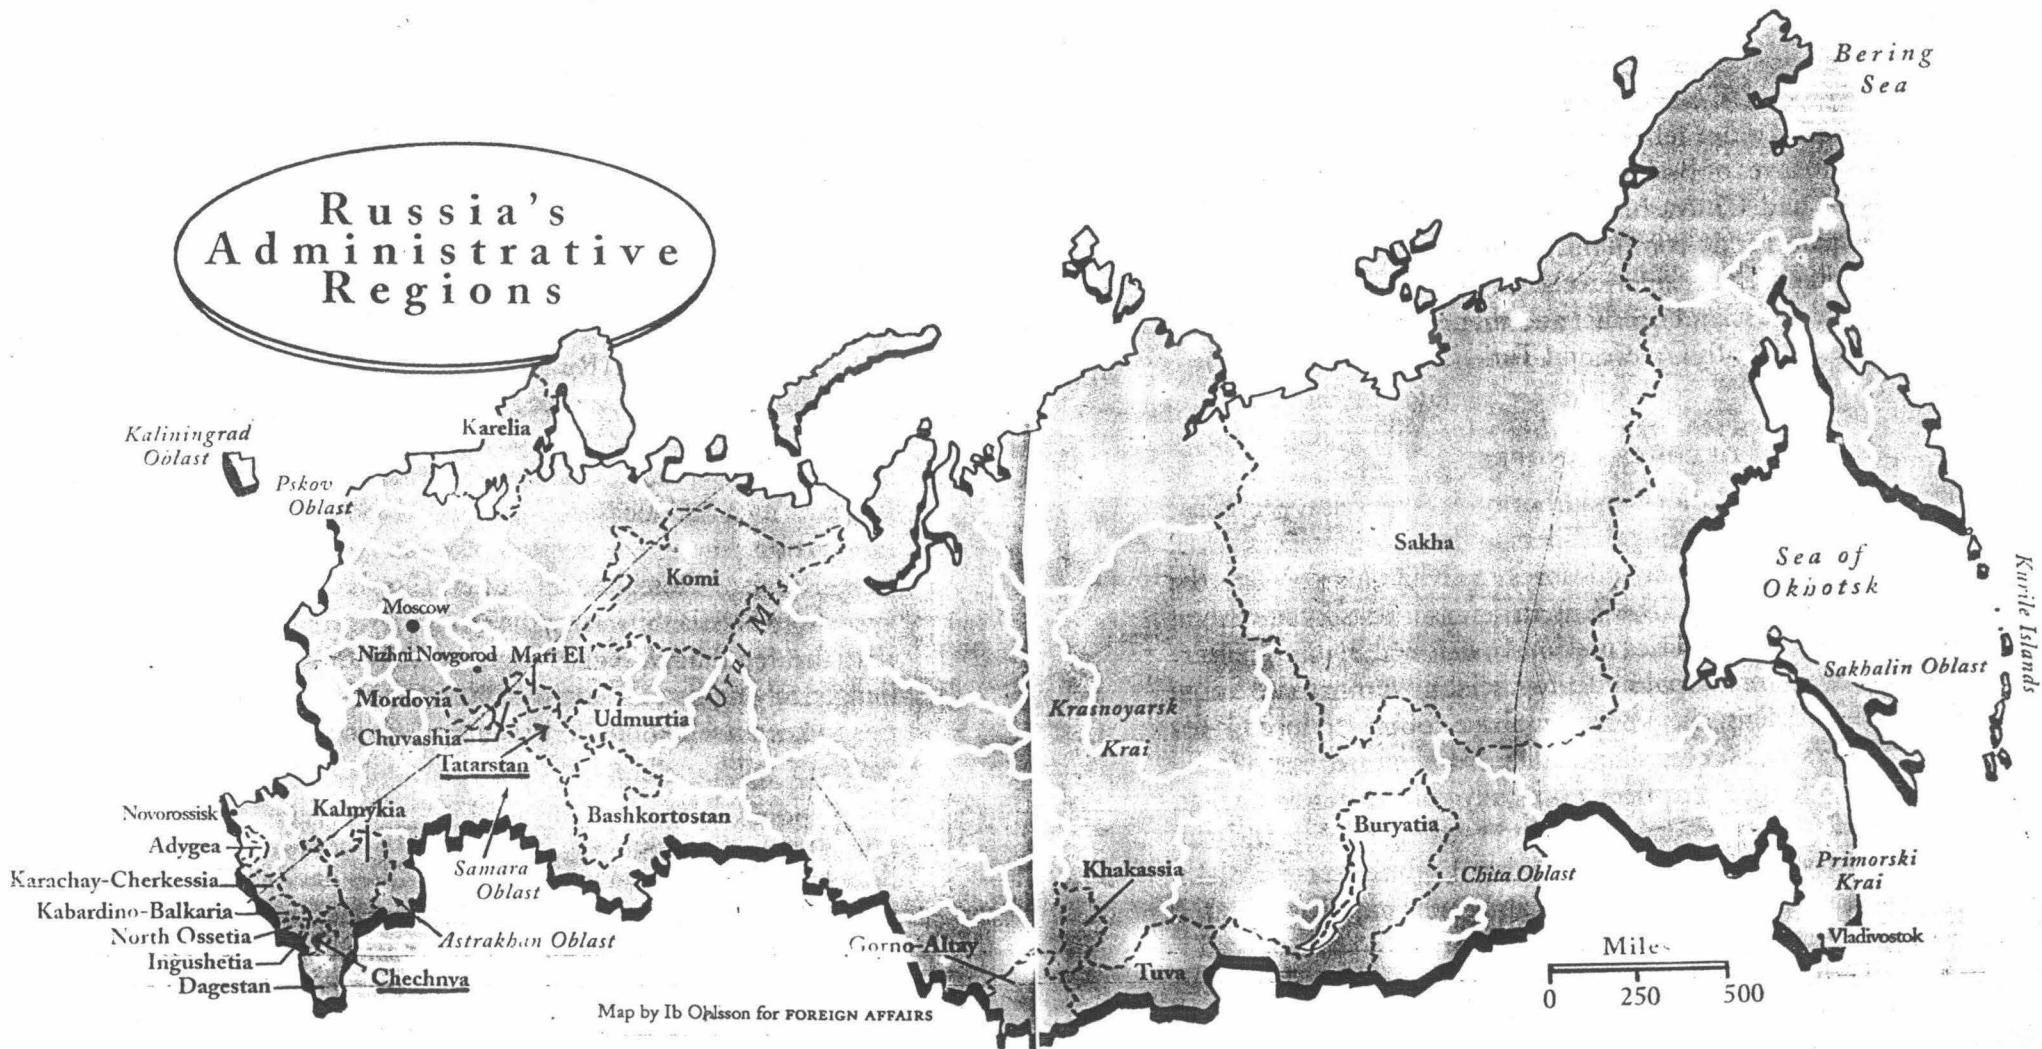 Russia's
Administrative
Regions
Bering
Sea
Kaliningrad
Oblast
Pskov
Oblast
Karelia
Komi
Ural Mts
Moscow
Nizhni Novgorod
Mari El
Mordovia
Udmurtia
Chuvashia
Tatarstan
Bashkortostan
Novorossisk
Kalmykia
Adygea
Karachay-Cherkessia
Kabardino-Balkaria
North Ossetia
Ingushetia
Dagestan
Chechnya
Samara
Oblast
Astrakhan Oblast
Sakha
Krasnoyarsk
Krai
Khakassia
Gorno-Altay
Tuva
Buryatia
Chita Oblast
Sea of
Okhotsk
Kurile Islands
Sakhalin Oblast
Primorski
Krai
Vladivostok
Miles
0 250 500
Map by Ib Ohlsson for FOREIGN AFFAIRS